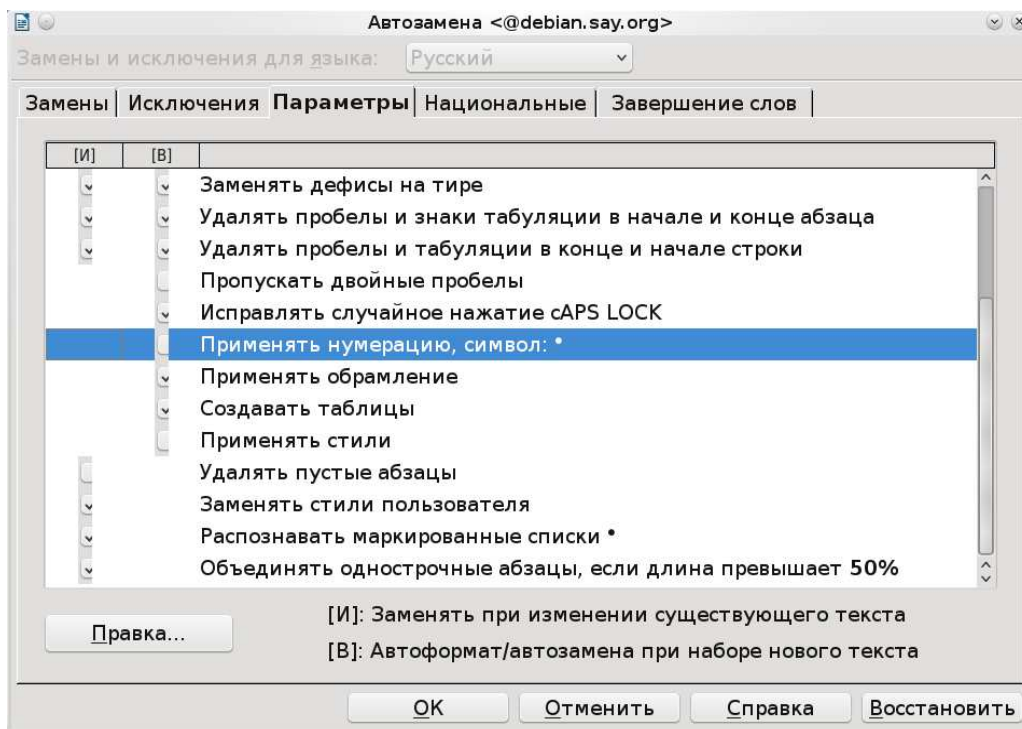 Автозамена <@debian.say.org>
Замены и исключения для языка: Русский
Замены Исключения Параметры Национальные Завершение слов
[И] [В]
Заменять дефисы на тире
Удалять пробелы и знаки табуляции в начале и конце абзаца
Удалять пробелы и табуляции в конце и начале строки
Пропускать двойные пробелы
Исправлять случайное нажатие cAPS LOCK
Применять нумерацию, символ: •
Применять обрамление
Создавать таблицы
Применять стили
Удалять пустые абзацы
Заменять стили пользователя
Распознавать маркированные списки •
Объединять однострочные абзацы, если длина превышает 50%
Правка...
[И]: Заменять при изменении существующего текста
[В]: Автоформат/автозамена при наборе нового текста
OK Отменить Справка Восстановить